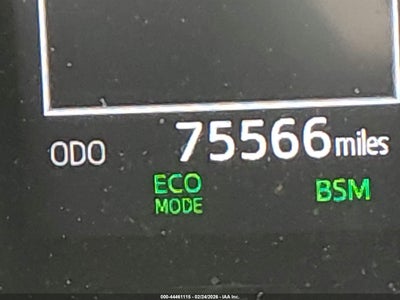 ODO 75566 miles
ECO BSM
MODE
000-44461115 - 02/24/2026 - IAA Inc.